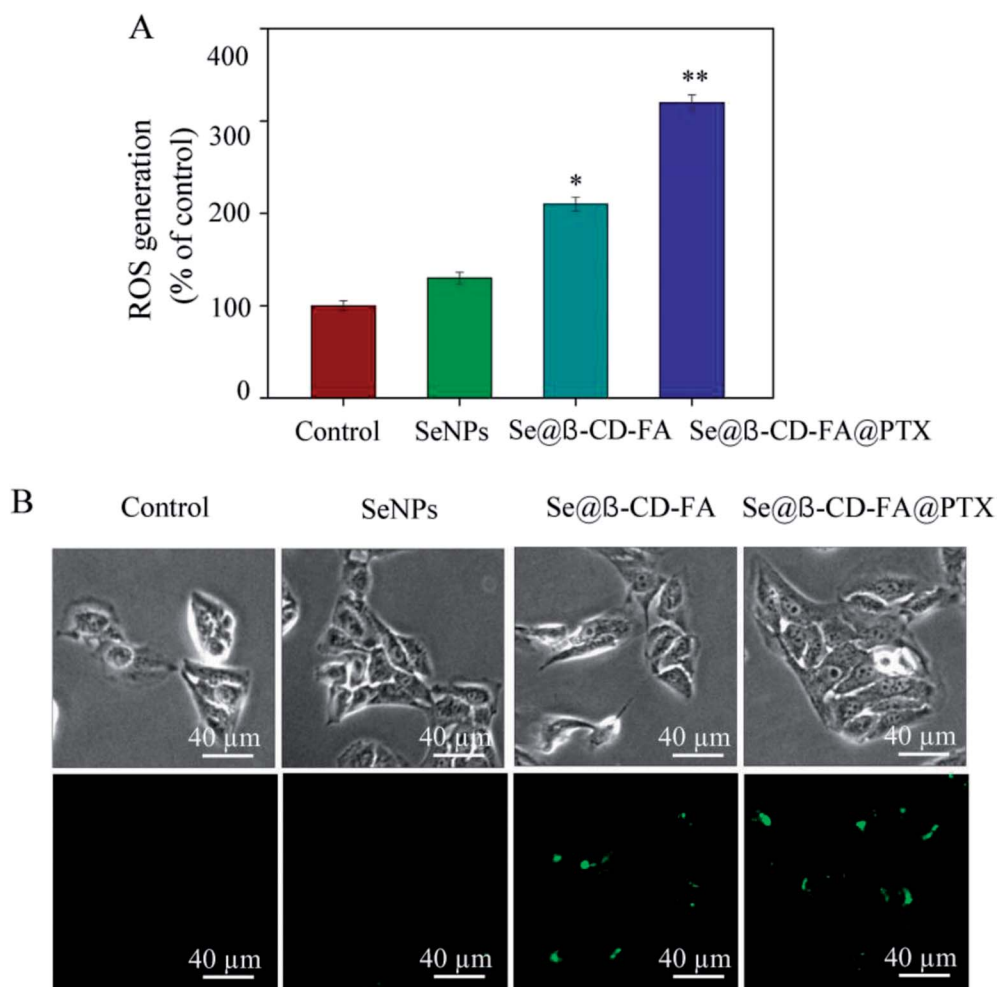 A
400
300
200
100
0
ROS generation
(% of control)
*
**
Control SeNPs Se@ß-CD-FA Se@ß-CD-FA@PTX
B
Control SeNPs Se@ß-CD-FA Se@ß-CD-FA@PTX
40 µm 40 µm 40 µm 40 µm
40 µm 40 µm 40 µm 40 µm